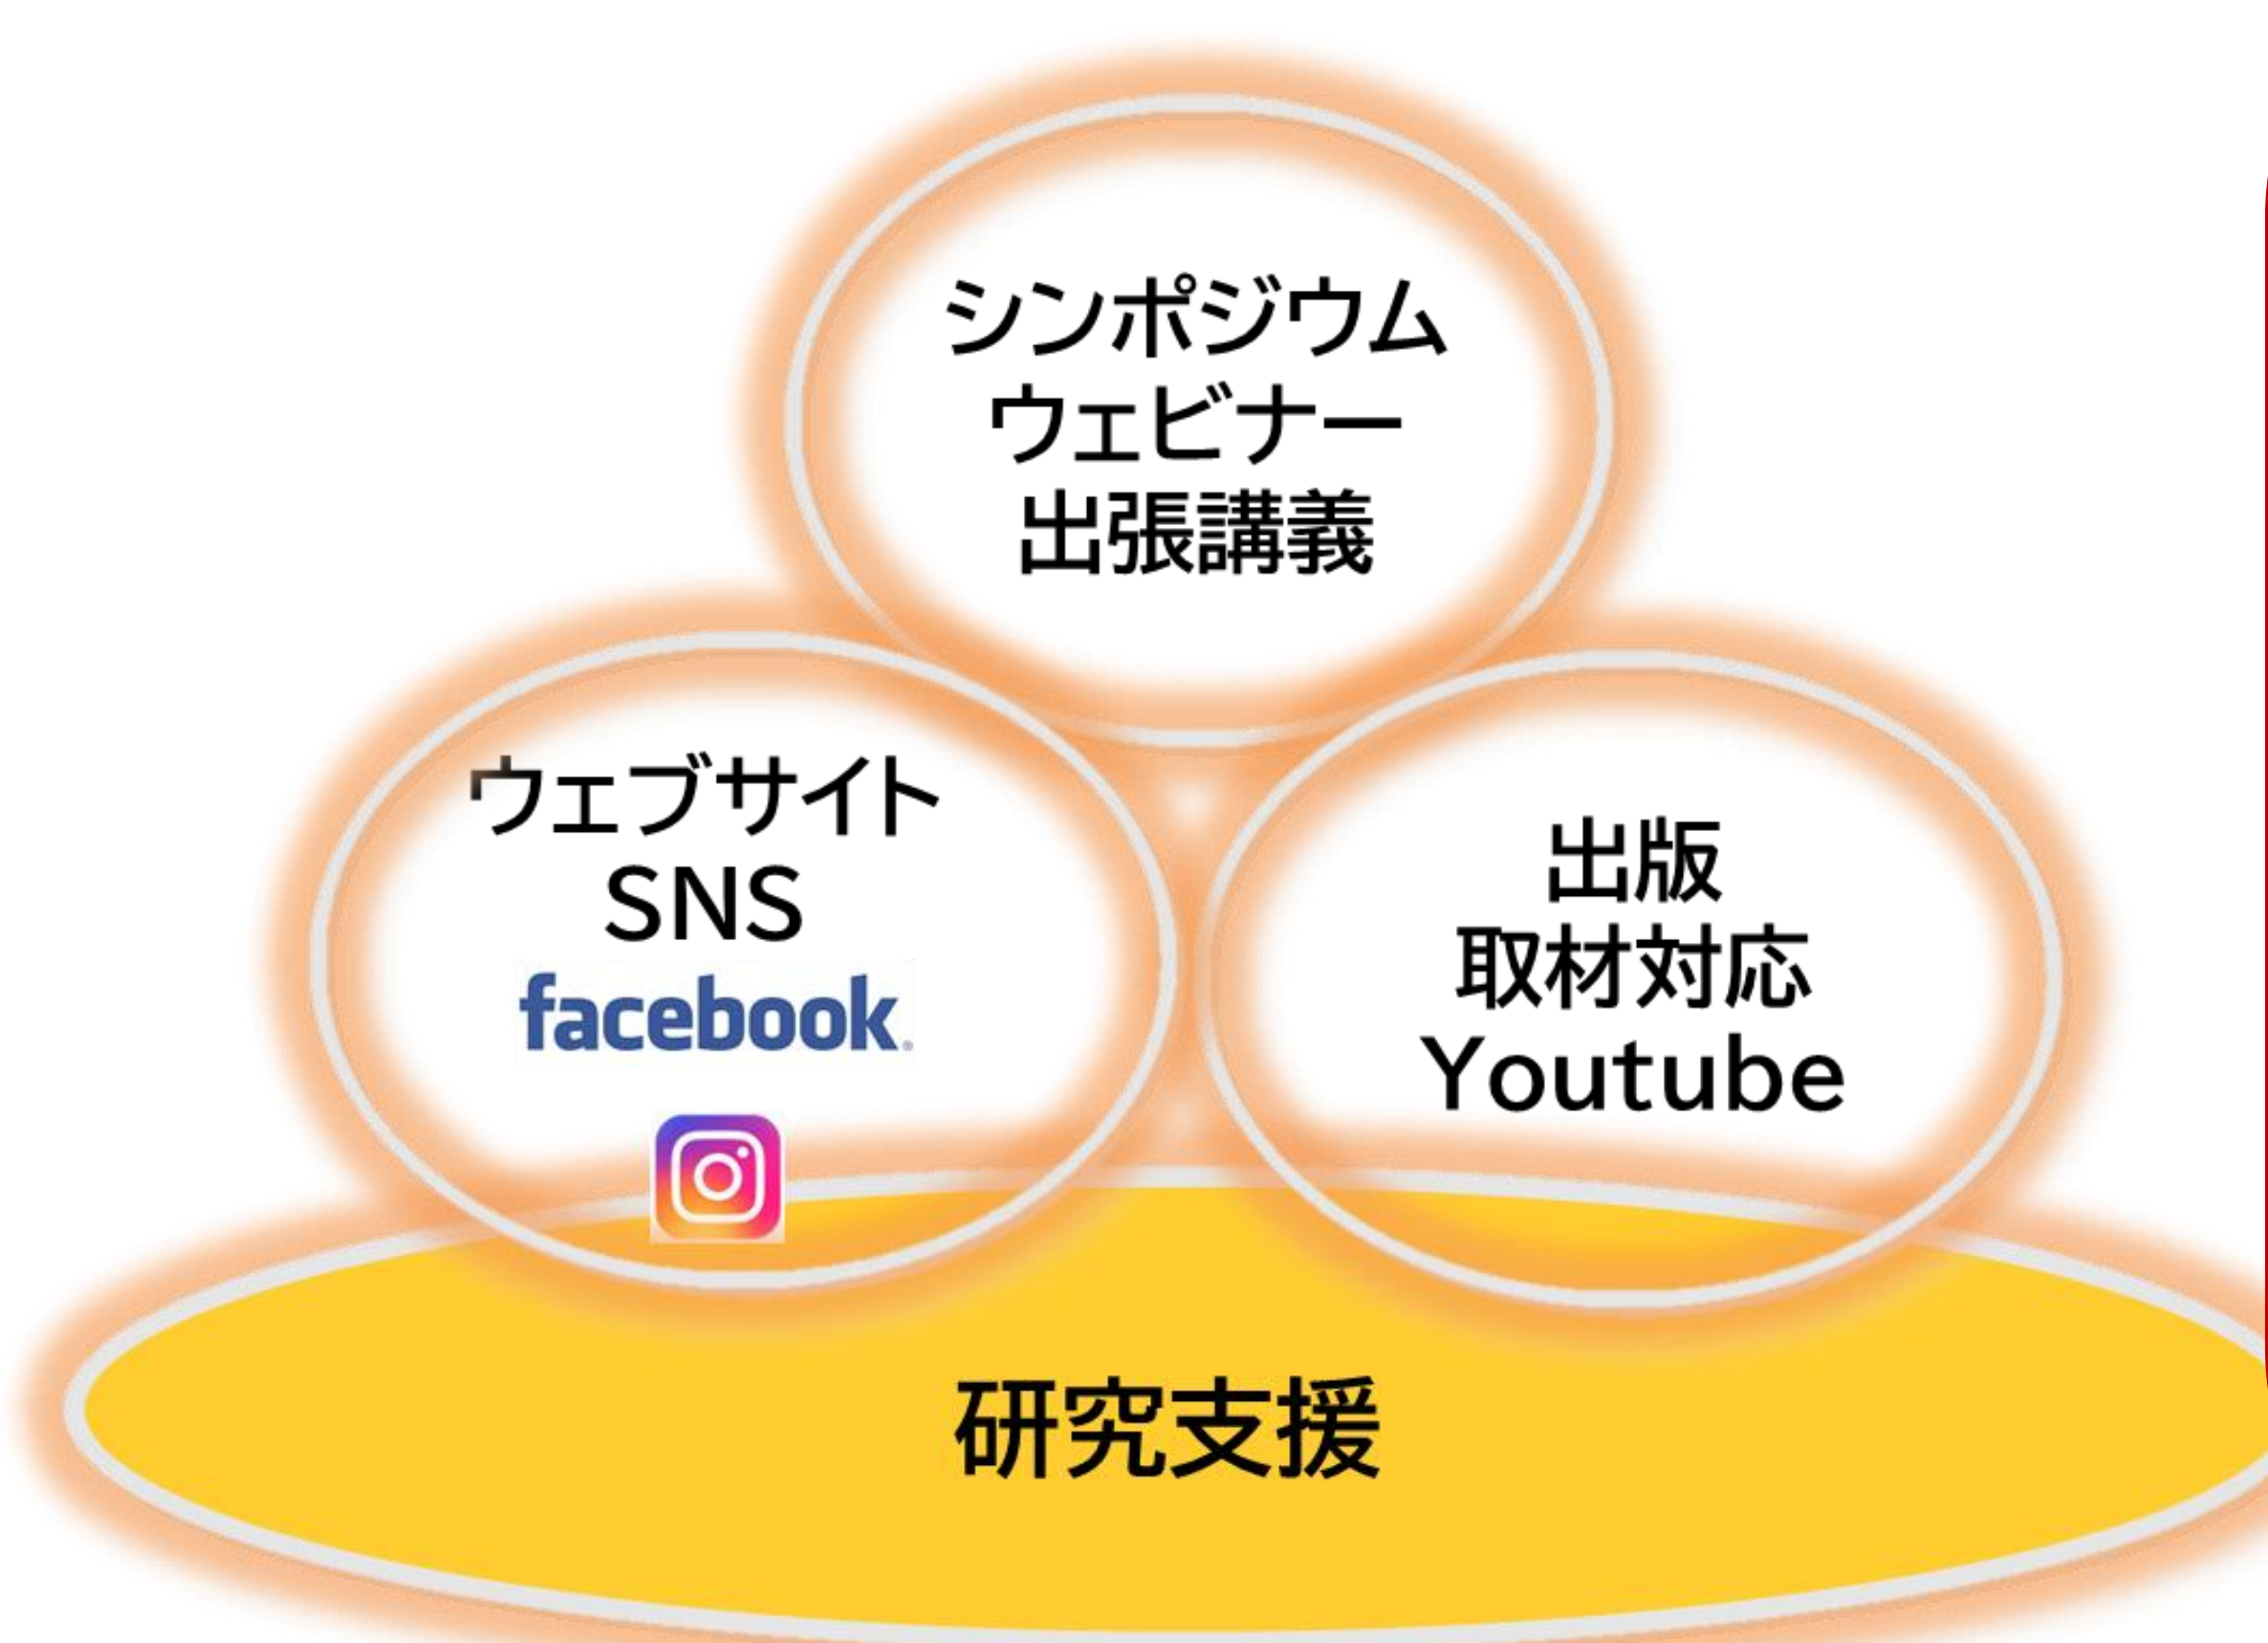 シンポジウム
ウェビナー
出張講義
ウェブサイト
SNS
facebook®
出版
取材対応
Youtube
研究支援